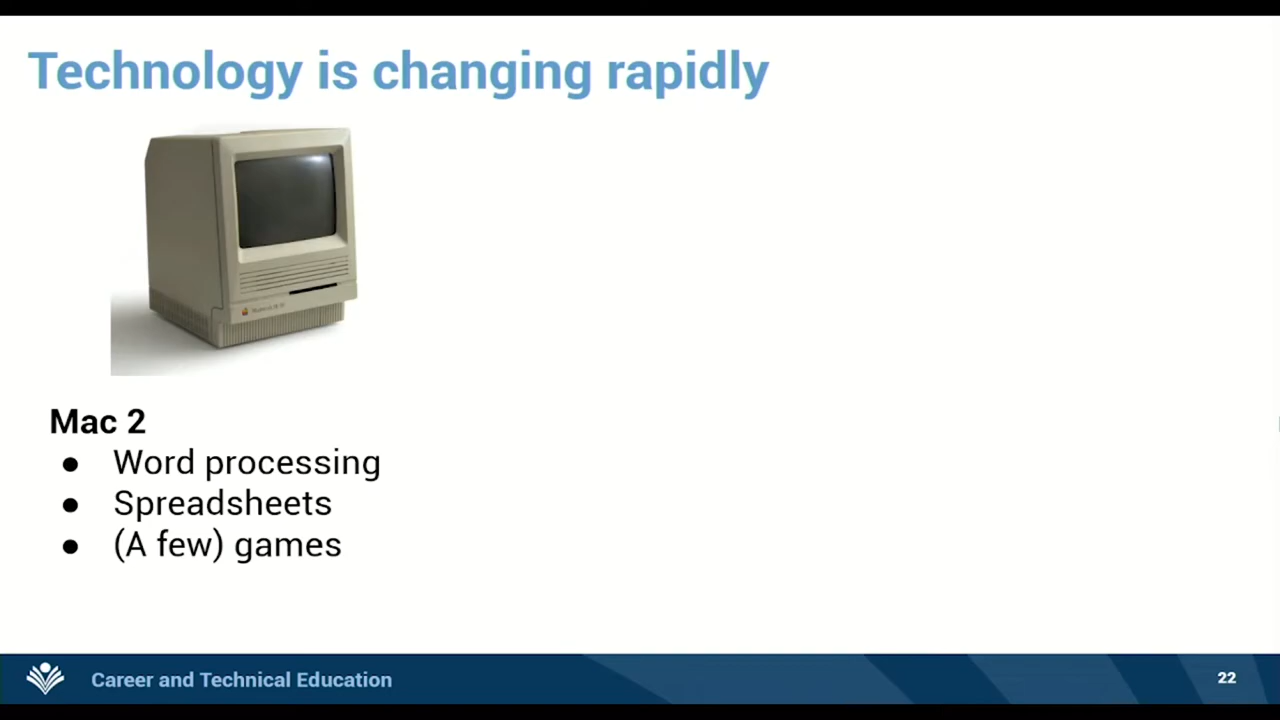 Technology is changing rapidly
Mac 2
● Word processing
● Spreadsheets
● (A few) games
Career and Technical Education
22